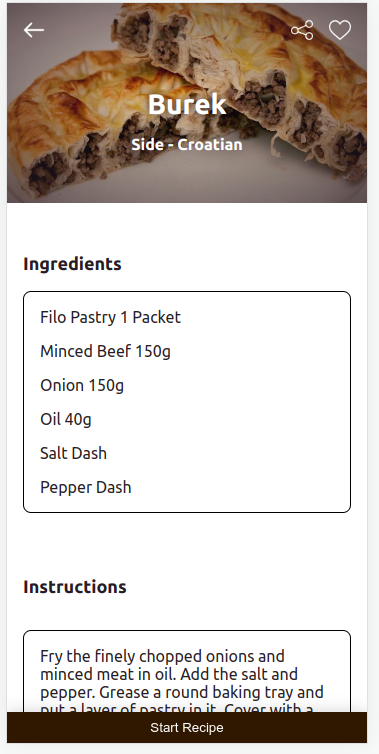 Burek
Side - Croatian
Ingredients
Filo Pastry 1 Packet
Minced Beef 150g
Onion 150g
Oil 40g
Salt Dash
Pepper Dash
Instructions
Fry the finely chopped onions and
minced meat in oil. Add the salt and
pepper. Grease a round baking tray and
put a layer of pastry in it. Cover with a
Start Recipe